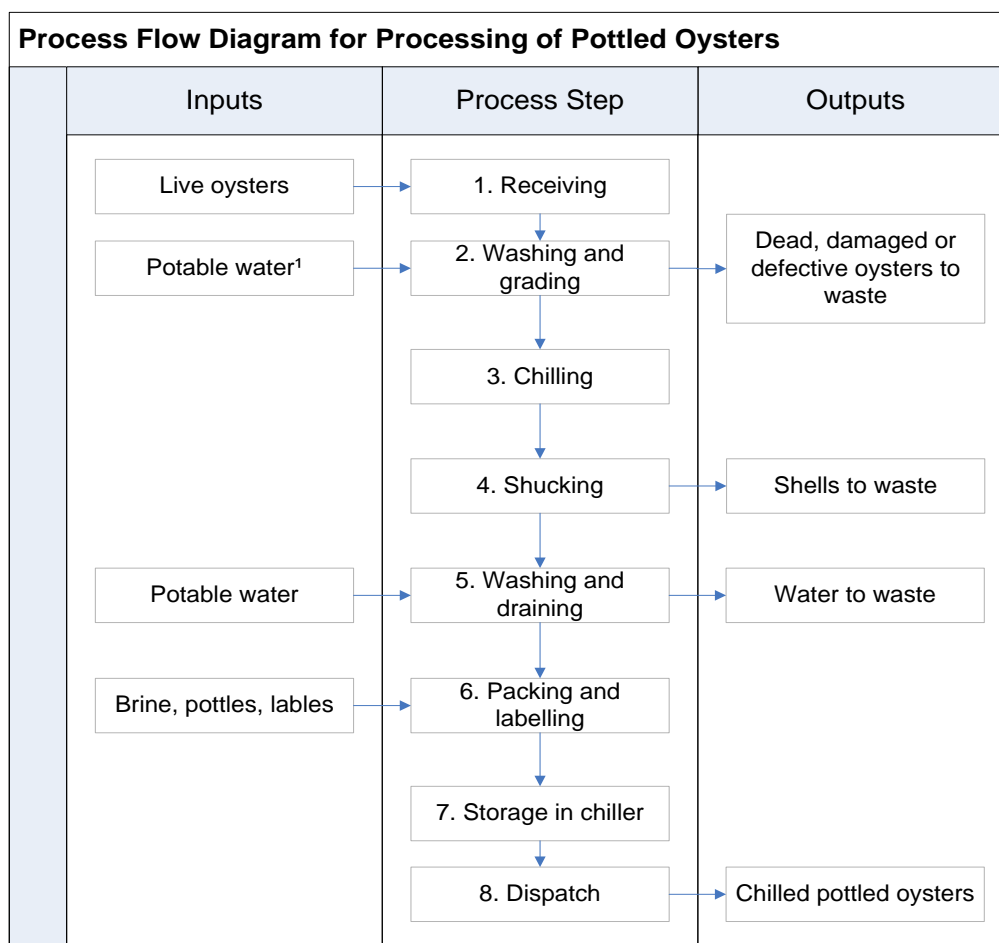 Process Flow Diagram for Processing of Pottled Oysters
Inputs
Process Step
Outputs
Live oysters
1. Receiving
Potable water¹
2. Washing and
grading
Dead, damaged or
defective oysters to
waste
3. Chilling
4. Shucking
Shells to waste
Potable water
5. Washing and
draining
Water to waste
Brine, pottles, lables
6. Packing and
labelling
7. Storage in chiller
8. Dispatch
Chilled pottled oysters